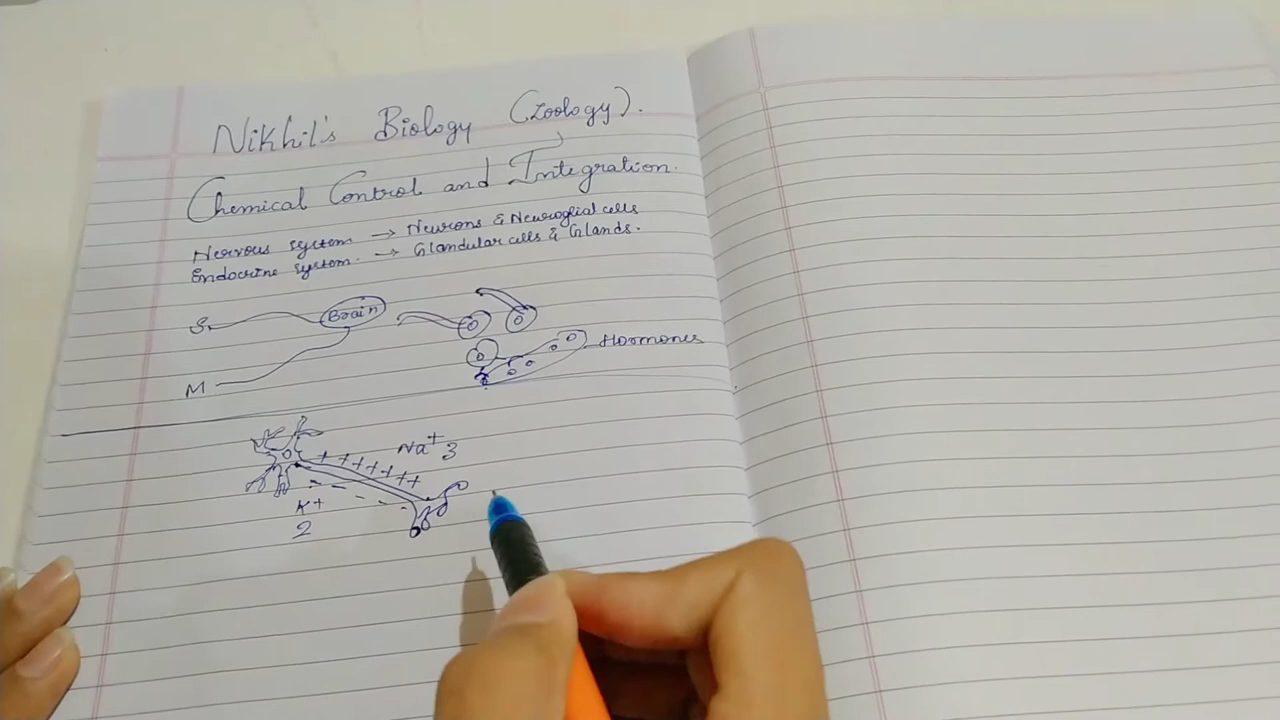 Nikhil's Biology (Zoology).
Chemical Control and Integration.
Nervous system → Neurons & Neuroglial cells
Endocrine system. → Glandular cells & Glands.
S
Brain
Hormones
M
Na+ 3
+ + + + + + +
K+
2